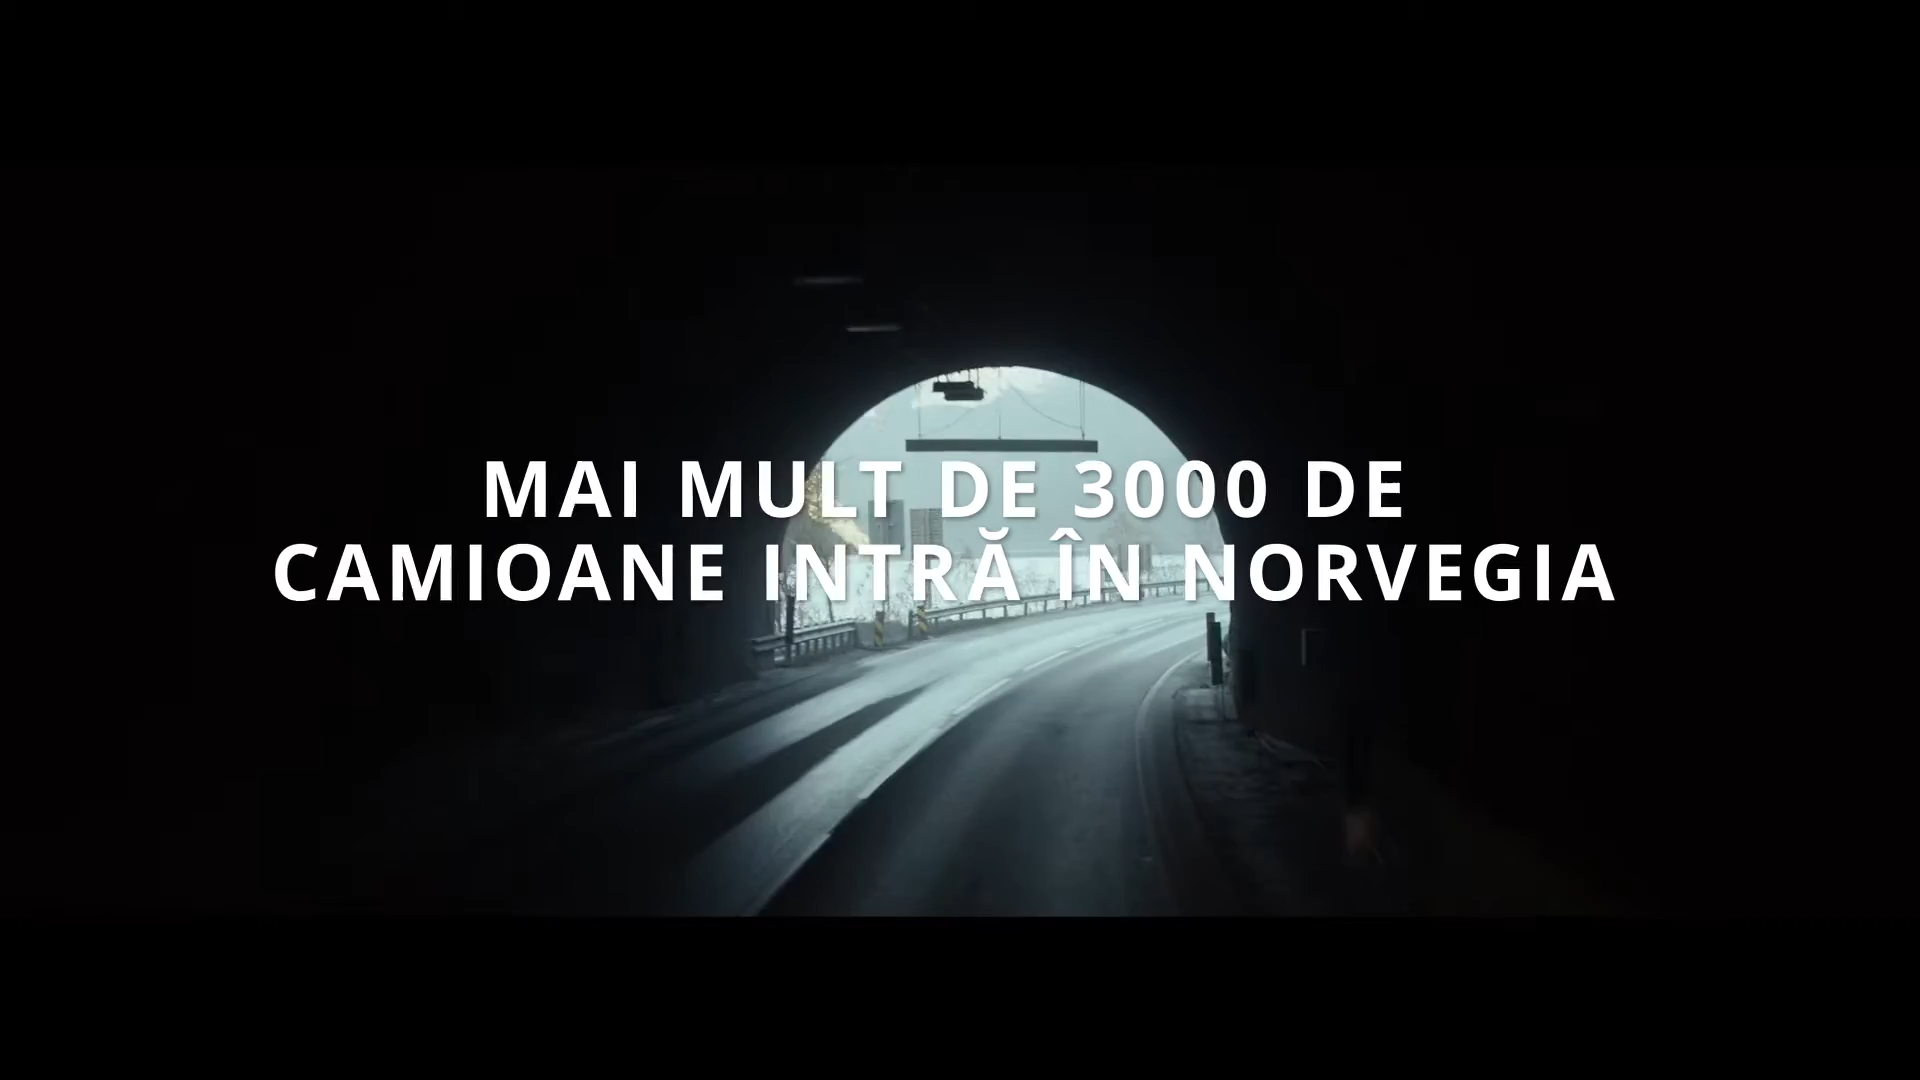 MAI MULT DE 3000 DE
CAMIOANE INTRĂ ÎN NORVEGIA